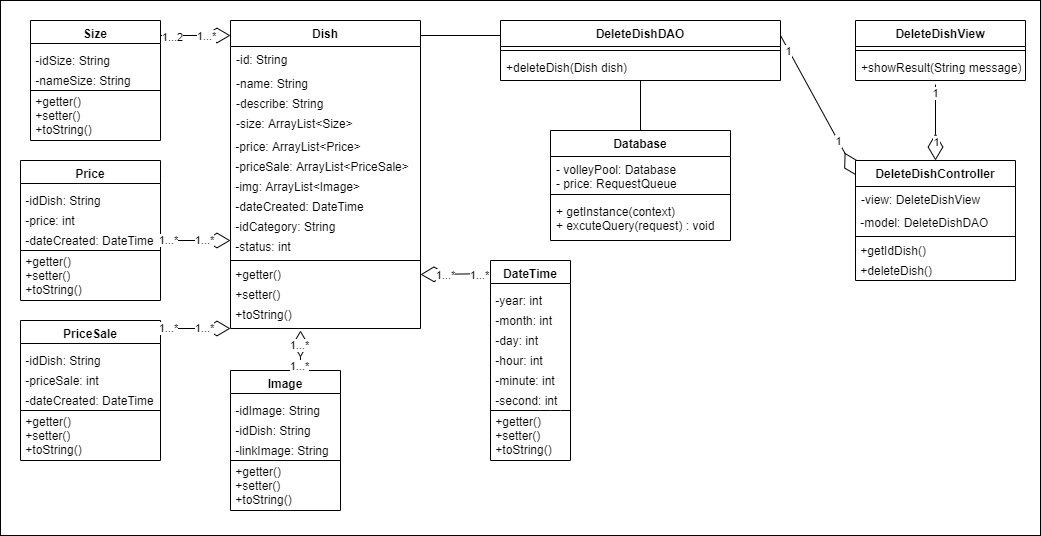 Size
-idSize: String
-nameSize: String
+getter()
+setter()
+toString()
1...2
1...*
Dish
-id: String
-name: String
-describe: String
-size: ArrayList<Size>
-price: ArrayList<Price>
-priceSale: ArrayList<PriceSale>
-img: ArrayList<Image>
-dateCreated: DateTime
-idCategory: String
-status: int
+getter()
+setter()
+toString()
DeleteDishDAO
+deleteDish(Dish dish)
1
1
DeleteDishView
+showResult(String message)
1
1
Database
- volleyPool: Database
- price: RequestQueue
+ getInstance(context)
+ excuteQuery(request) : void
DeleteDishController
-view: DeleteDishView
-model: DeleteDishDAO
+getIdDish()
+deleteDish()
Price
-idDish: String
-price: int
-dateCreated: DateTime
+getter()
+setter()
+toString()
1...*
1...*
PriceSale
-idDish: String
-priceSale: int
-dateCreated: DateTime
+getter()
+setter()
+toString()
1...*
1...*
1...*
Y
1...*
Image
-idImage: String
-idDish: String
-linkImage: String
+getter()
+setter()
+toString()
1...*
1...*
DateTime
-year: int
-month: int
-day: int
-hour: int
-minute: int
-second: int
+getter()
+setter()
+toString()